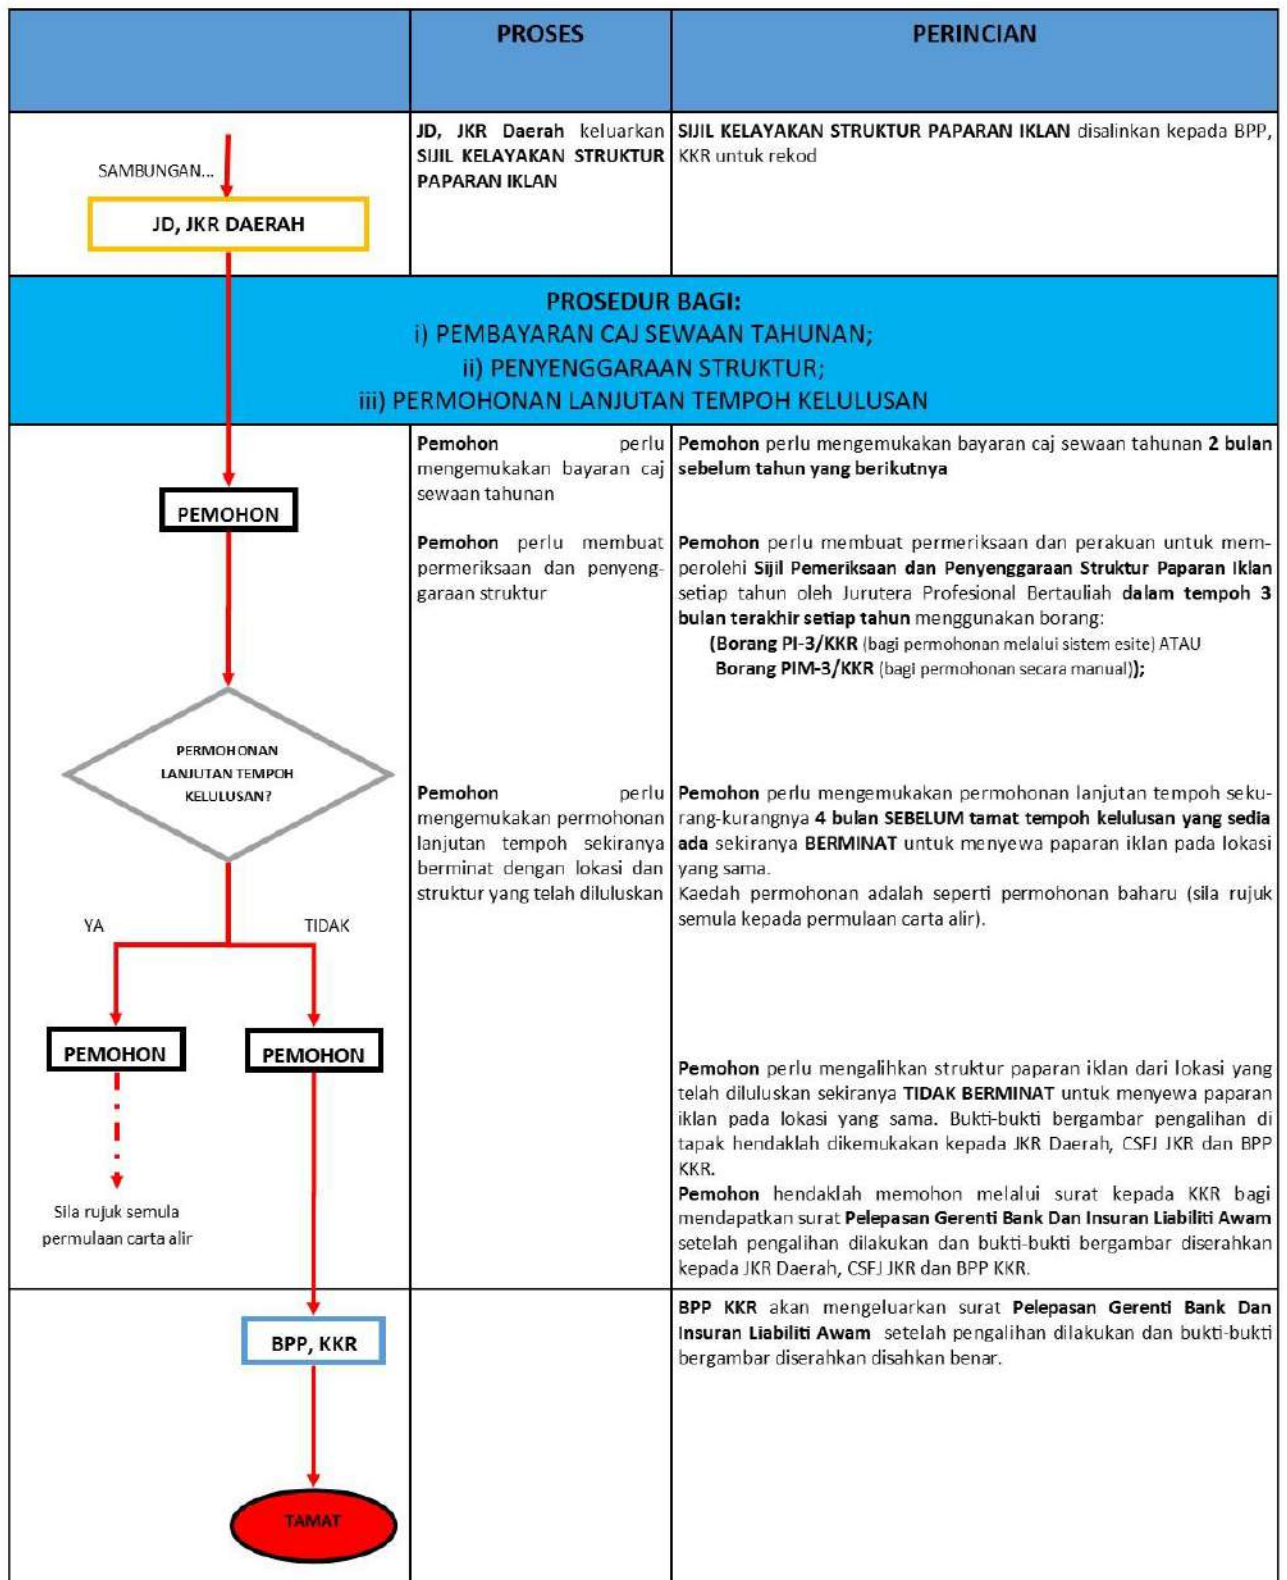 PROSES
PERINCIAN
SAMBUNGAN...
JD, JKR DAERAH
JD, JKR Daerah keluarkan
SIJIL KELAYAKAN STRUKTUR
PAPARAN IKLAN
SIJIL KELAYAKAN STRUKTUR PAPARAN IKLAN disalinkan kepada BPP,
KKR untuk rekod
PROSEDUR BAGI:
i) PEMBAYARAN CAJ SEWAAN TAHUNAN;
ii) PENYENGGARAAN STRUKTUR;
iii) PERMOHONAN LANJUTAN TEMPOH KELULUSAN
PEMOHON
Pemohon perlu
mengemukakan bayaran caj
sewaan tahunan
Pemohon perlu mengemukakan bayaran caj sewaan tahunan 2 bulan
sebelum tahun yang berikutnya
Pemohon perlu membuat
permeriksaan dan penyeng-
garaan struktur
Pemohon perlu membuat permeriksaan dan perakuan untuk mem-
perolehi Sijil Pemeriksaan dan Penyenggaraan Struktur Paparan Iklan
setiap tahun oleh Jurutera Profesional Bertauliah dalam tempoh 3
bulan terakhir setiap tahun menggunakan borang:
(Borang PI-3/KKR (bagi permohonan melalui sistem esite) ATAU
Borang PIM-3/KKR (bagi permohonan secara manual));
PERMOHONAN
LANJUTAN TEMPOH
KELULUSAN?
Pemohon perlu
mengemukakan permohonan
lanjutan tempoh sekiranya
berminat dengan lokasi dan
struktur yang telah diluluskan
Pemohon perlu mengemukakan permohonan lanjutan tempoh seku-
rang-kurangnya 4 bulan SEBELUM tamat tempoh kelulusan yang sedia
ada sekiranya BERMINAT untuk menyewa paparan iklan pada lokasi
yang sama.
Kaedah permohonan adalah seperti permohonan baharu (sila rujuk
semula kepada permulaan carta alir).
YA
TIDAK
PEMOHON
PEMOHON
Sila rujuk semula
permulaan carta alir
Pemohon perlu mengalihkan struktur paparan iklan dari lokasi yang
telah diluluskan sekiranya TIDAK BERMINAT untuk menyewa paparan
iklan pada lokasi yang sama. Bukti-bukti bergambar pengalihan di
tapak hendaklah dikemukakan kepada JKR Daerah, CSFJ JKR dan BPP
KKR.
Pemohon hendaklah memohon melalui surat kepada KKR bagi
mendapatkan surat Pelepasan Gerenti Bank Dan Insuran Liabiliti Awam
setelah pengalihan dilakukan dan bukti-bukti bergambar diserahkan
kepada JKR Daerah, CSFJ JKR dan BPP KKR.
BPP, KKR
BPP KKR akan mengeluarkan surat Pelepasan Gerenti Bank Dan
Insuran Liabiliti Awam setelah pengalihan dilakukan dan bukti-bukti
bergambar diserahkan disahkan benar.
TAMAT